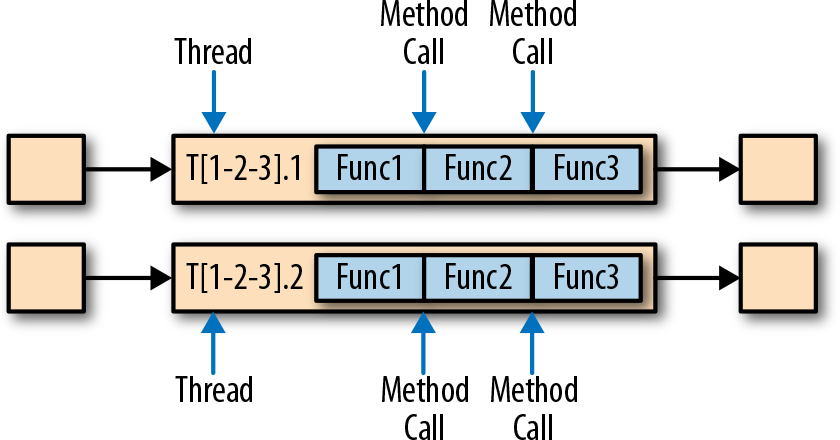 Method Method
Thread Call Call
T[1-2-3].1 Func1 Func2 Func3
T[1-2-3].2 Func1 Func2 Func3
Thread Method Method
Call Call